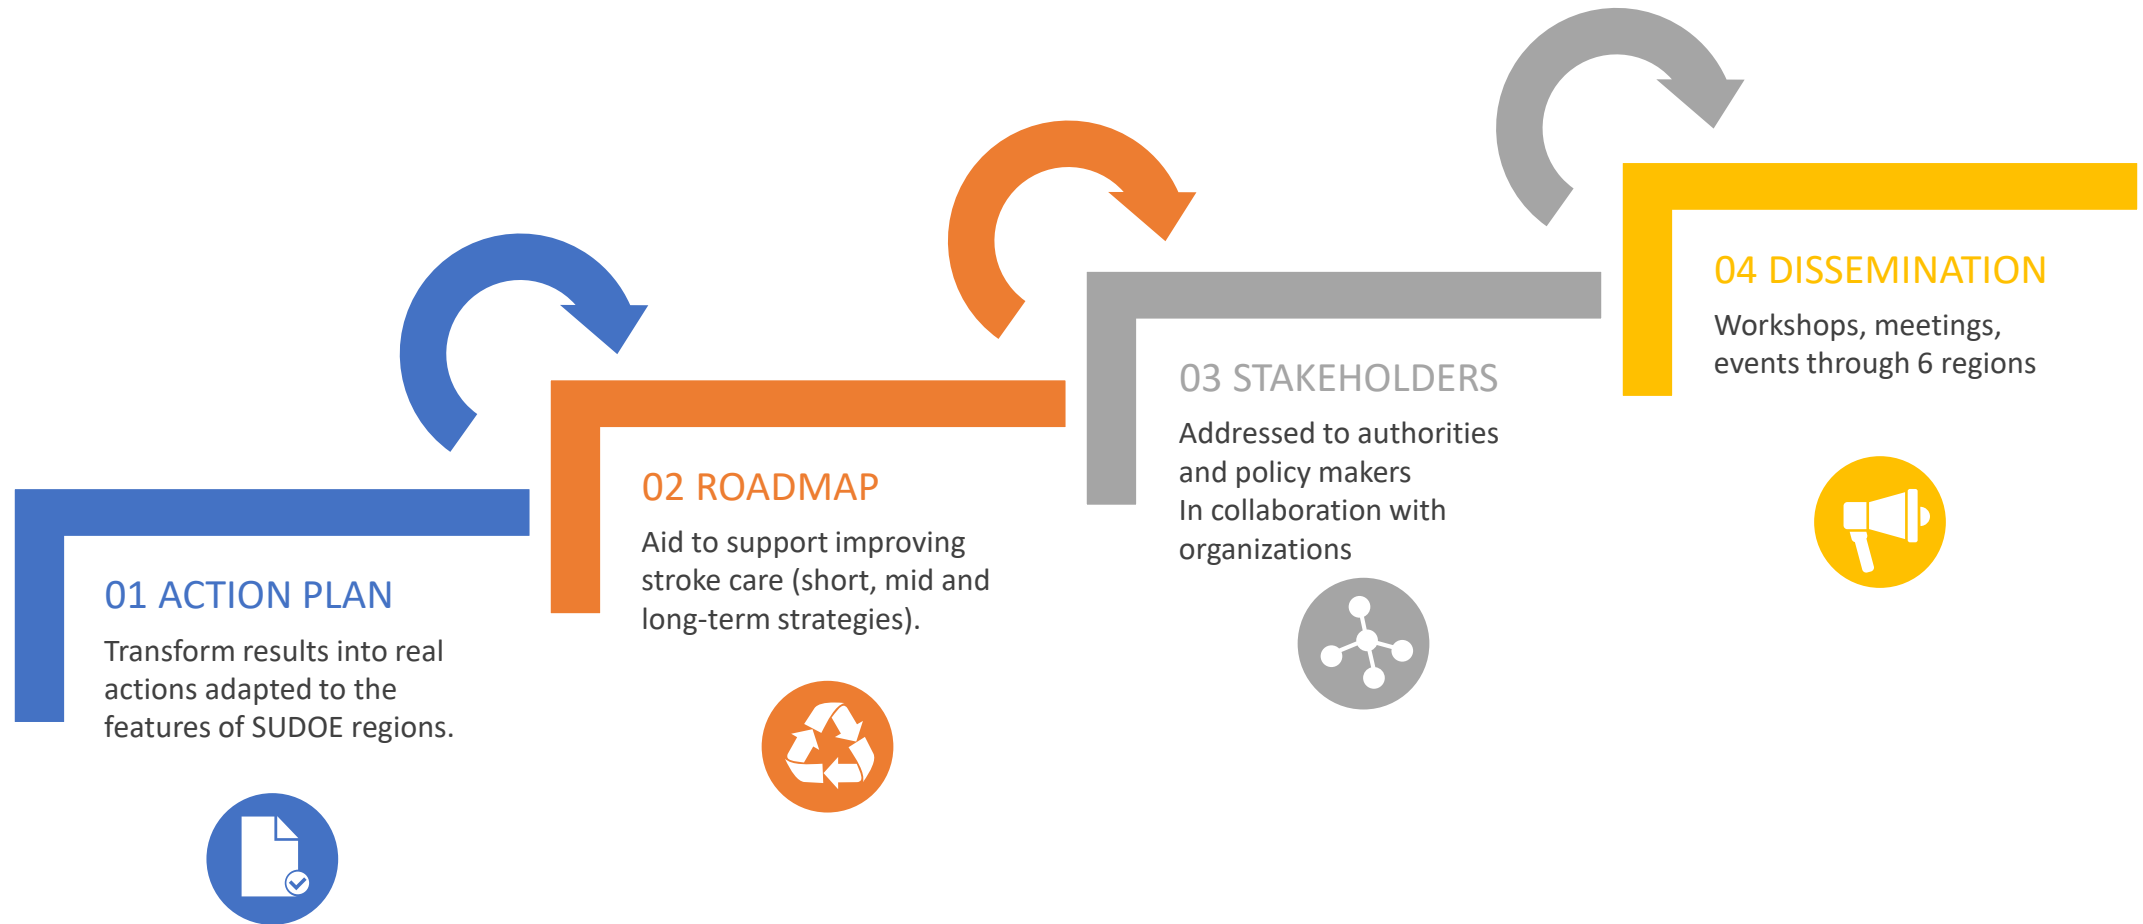 01 ACTION PLAN
Transform results into real
actions adapted to the
features of SUDOE regions.
02 ROADMAP
Aid to support improving
stroke care (short, mid and
long-term strategies).
03 STAKEHOLDERS
Addressed to authorities
and policy makers
In collaboration with
organizations
04 DISSEMINATION
Workshops, meetings,
events through 6 regions